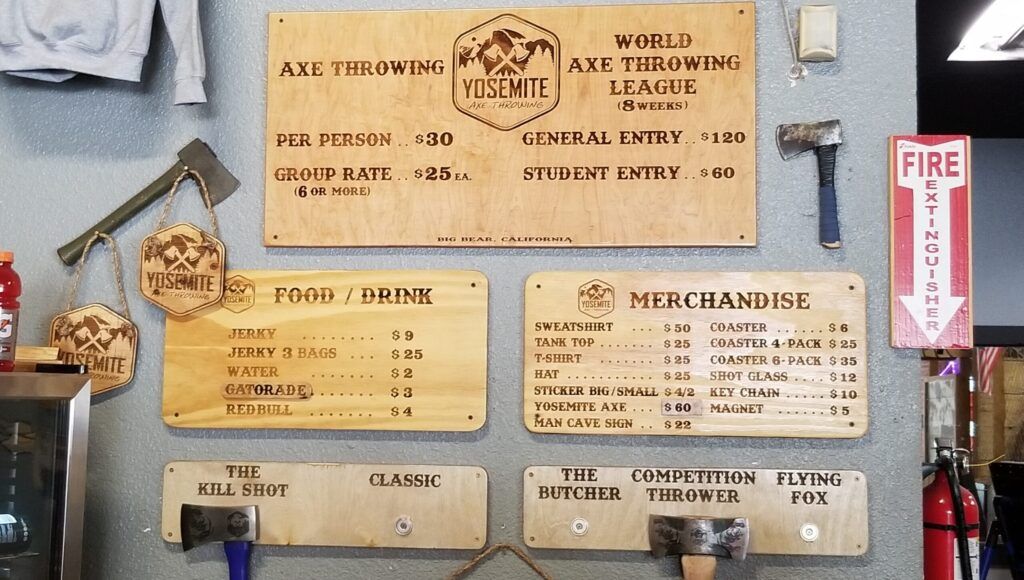 AXE THROWING
YOSEMITE
AXE THROWING
WORLD
AXE THROWING
LEAGUE
(8 WEEKS)
PER PERSON .. $30
GROUP RATE .. $25 EA.
(6 OR MORE)
GENERAL ENTRY .. $120
STUDENT ENTRY .. $60
BIG BEAR, CALIFORNIA
FIRE
EXTINGUISHER
YOSEMITE
AXE THROWING
YOSEMITE
FOOD / DRINK
JERKY ........ $9
JERKY 3 BAGS .... $25
WATER ........ $2
GATORADE ...... $3
REDBULL ....... $4
MERCHANDISE
SWEATSHIRT ... $50
TANK TOP ...... $25
T-SHIRT ....... $25
HAT .......... $25
STICKER BIG/SMALL $4/2
YOSEMITE AXE ... $60
MAN CAVE SIGN .. $22
COASTER ...... $6
COASTER 4-PACK $25
COASTER 6-PACK $35
SHOT GLASS .... $12
KEY CHAIN ..... $10
MAGNET ....... $5
THE
KILL SHOT
CLASSIC
THE
BUTCHER
COMPETITION
THROWER
FLYING
FOX